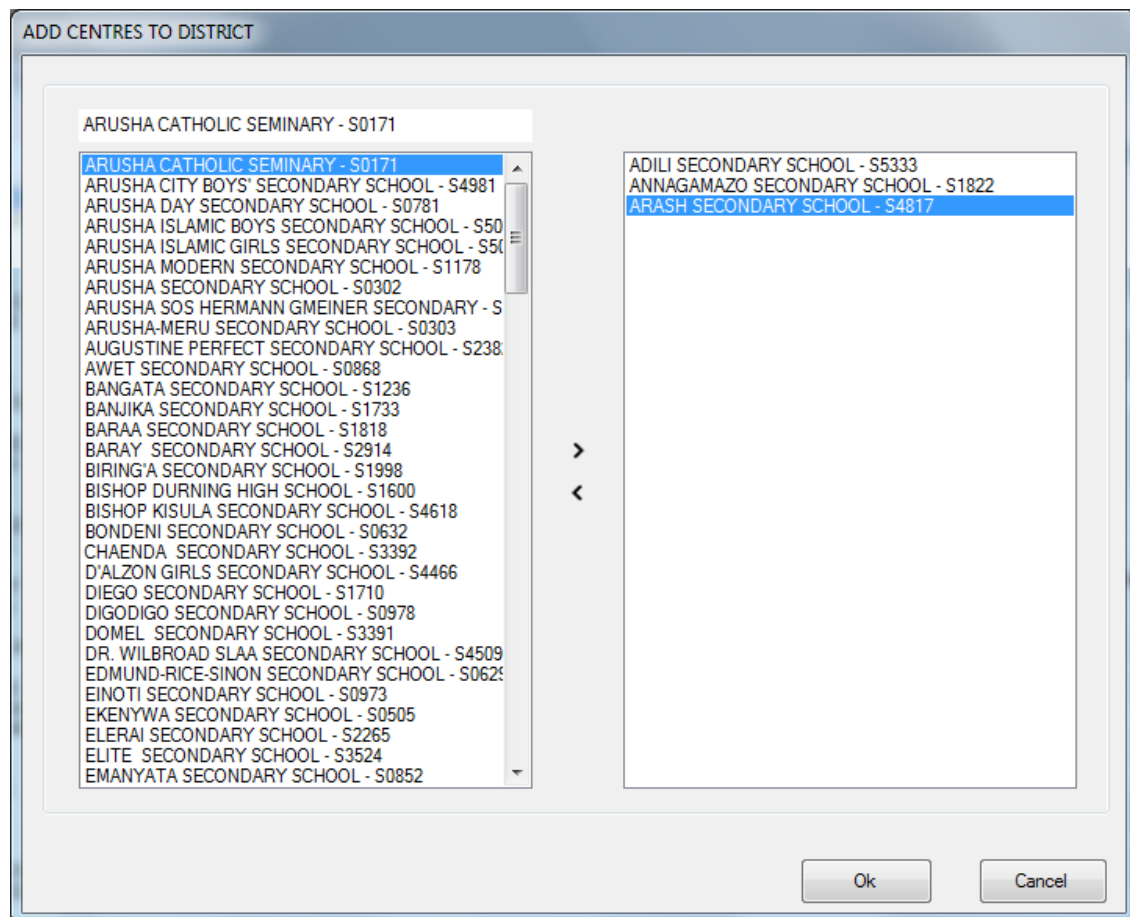 ADD CENTRES TO DISTRICT
ARUSHA CATHOLIC SEMINARY - S0171
ARUSHA CATHOLIC SEMINARY - S0171
ARUSHA CITY BOYS' SECONDARY SCHOOL - S4981
ARUSHA DAY SECONDARY SCHOOL - S0781
ARUSHA ISLAMIC BOYS SECONDARY SCHOOL - S50
ARUSHA ISLAMIC GIRLS SECONDARY SCHOOL -
ARUSHA MODERN SECONDARY SCHOOL - S1178
ARUSHA SECONDARY SCHOOL - S0302
ARUSHA SOS HERMANN GMEINER SECONDARY - S
ARUSHA-MERU SECONDARY SCHOOL - S0303
AUGUSTINE PERFECT SECONDARY SCHOOL -
AWET SECONDARY SCHOOL - S0868
BANGATA SECONDARY SCHOOL - S1236
BANJIKA SECONDARY SCHOOL - S1733
BARAA SECONDARY SCHOOL - S1818
BARAY  SECONDARY SCHOOL - S2914
BIRING'A SECONDARY SCHOOL - S1998
BISHOP DURNING HIGH SCHOOL - S1600
BISHOP KISULA SECONDARY SCHOOL - S4618
BONDENI SECONDARY SCHOOL - S0632
CHAENDA  SECONDARY SCHOOL - S3392
D'ALZON GIRLS SECONDARY SCHOOL - S4466
DIEGO SECONDARY SCHOOL - S1710
DIGODIGO SECONDARY SCHOOL - S0978
DOMEL  SECONDARY SCHOOL - S3391
DR. WILBROAD SLAA SECONDARY SCHOOL - S4509
EDMUND-RICE-SINON SECONDARY SCHOOL -
EINOTI SECONDARY SCHOOL - S0973
EKENYWA SECONDARY SCHOOL - S0505
ELERAI SECONDARY SCHOOL - S2265
ELITE  SECONDARY SCHOOL - S3524
EMANYATA SECONDARY SCHOOL - S0852
>
<
ADILI SECONDARY SCHOOL - S5333
ANNAGAMAZO SECONDARY SCHOOL - S1822
ARASH SECONDARY SCHOOL - S4817
Ok
Cancel